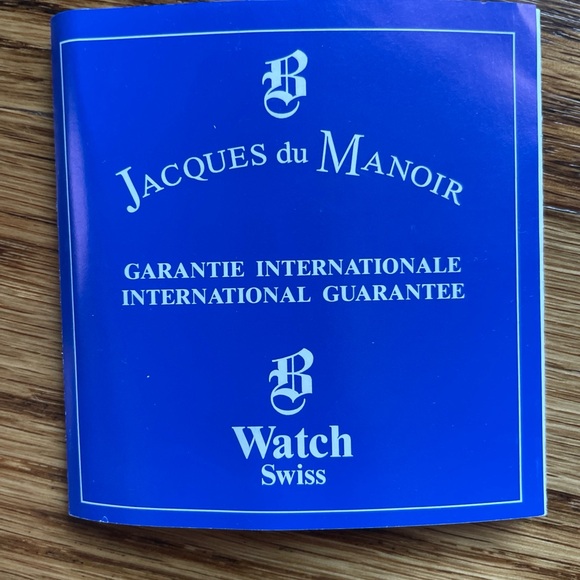 B
JACQUES du MANOIR
GARANTIE INTERNATIONALE
INTERNATIONAL GUARANTEE
B
Watch
Swiss